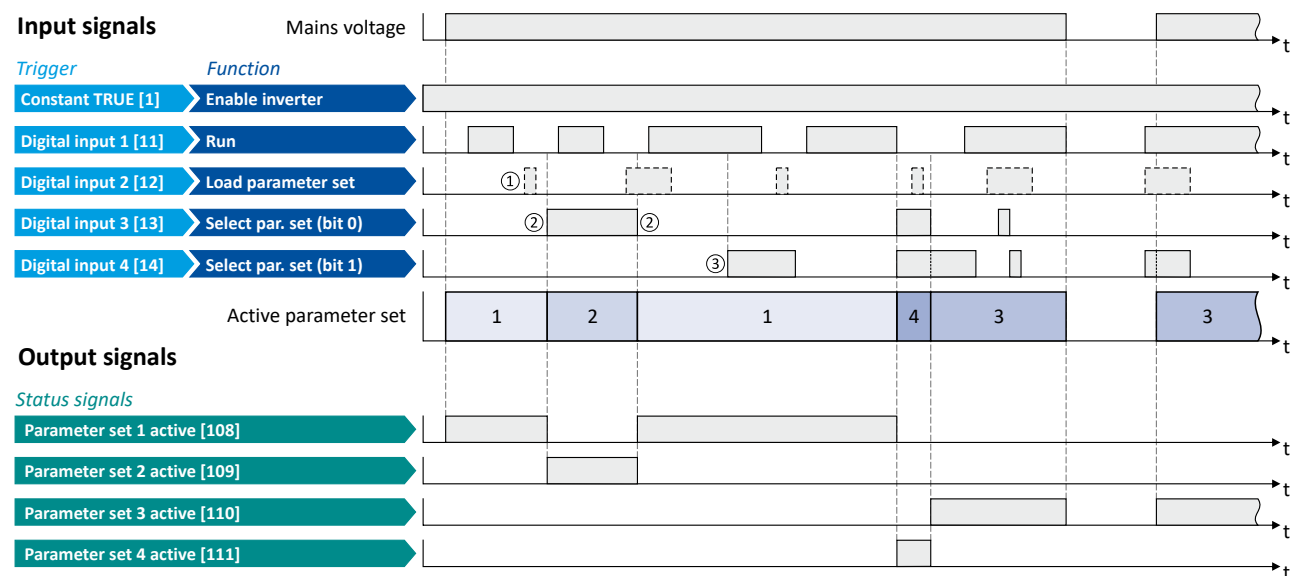 Input signals
Mains voltage
t
Trigger Function
Constant TRUE [1] Enable inverter
t
Digital input 1 [11] Run
t
Digital input 2 [12] Load parameter set
① t
Digital input 3 [13] Select par. set (bit 0)
② ② t
Digital input 4 [14] Select par. set (bit 1)
③ t
Active parameter set
1 2 1 4 3 3
t
Output signals
Status signals
Parameter set 1 active [108]
t
Parameter set 2 active [109]
t
Parameter set 3 active [110]
t
Parameter set 4 active [111]
t